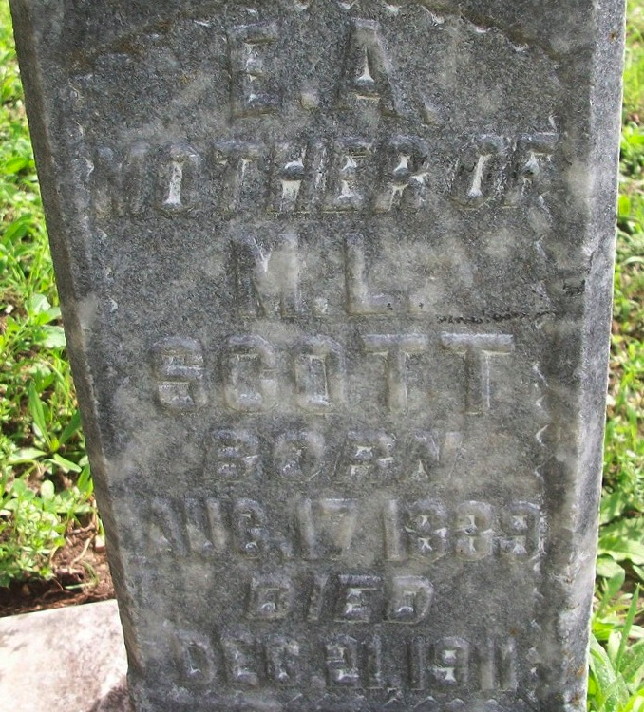 E. A.
MOTHER OF
M. L.
SCOTT
BORN
AUG. 17
DIED
DEC. 21, 1911